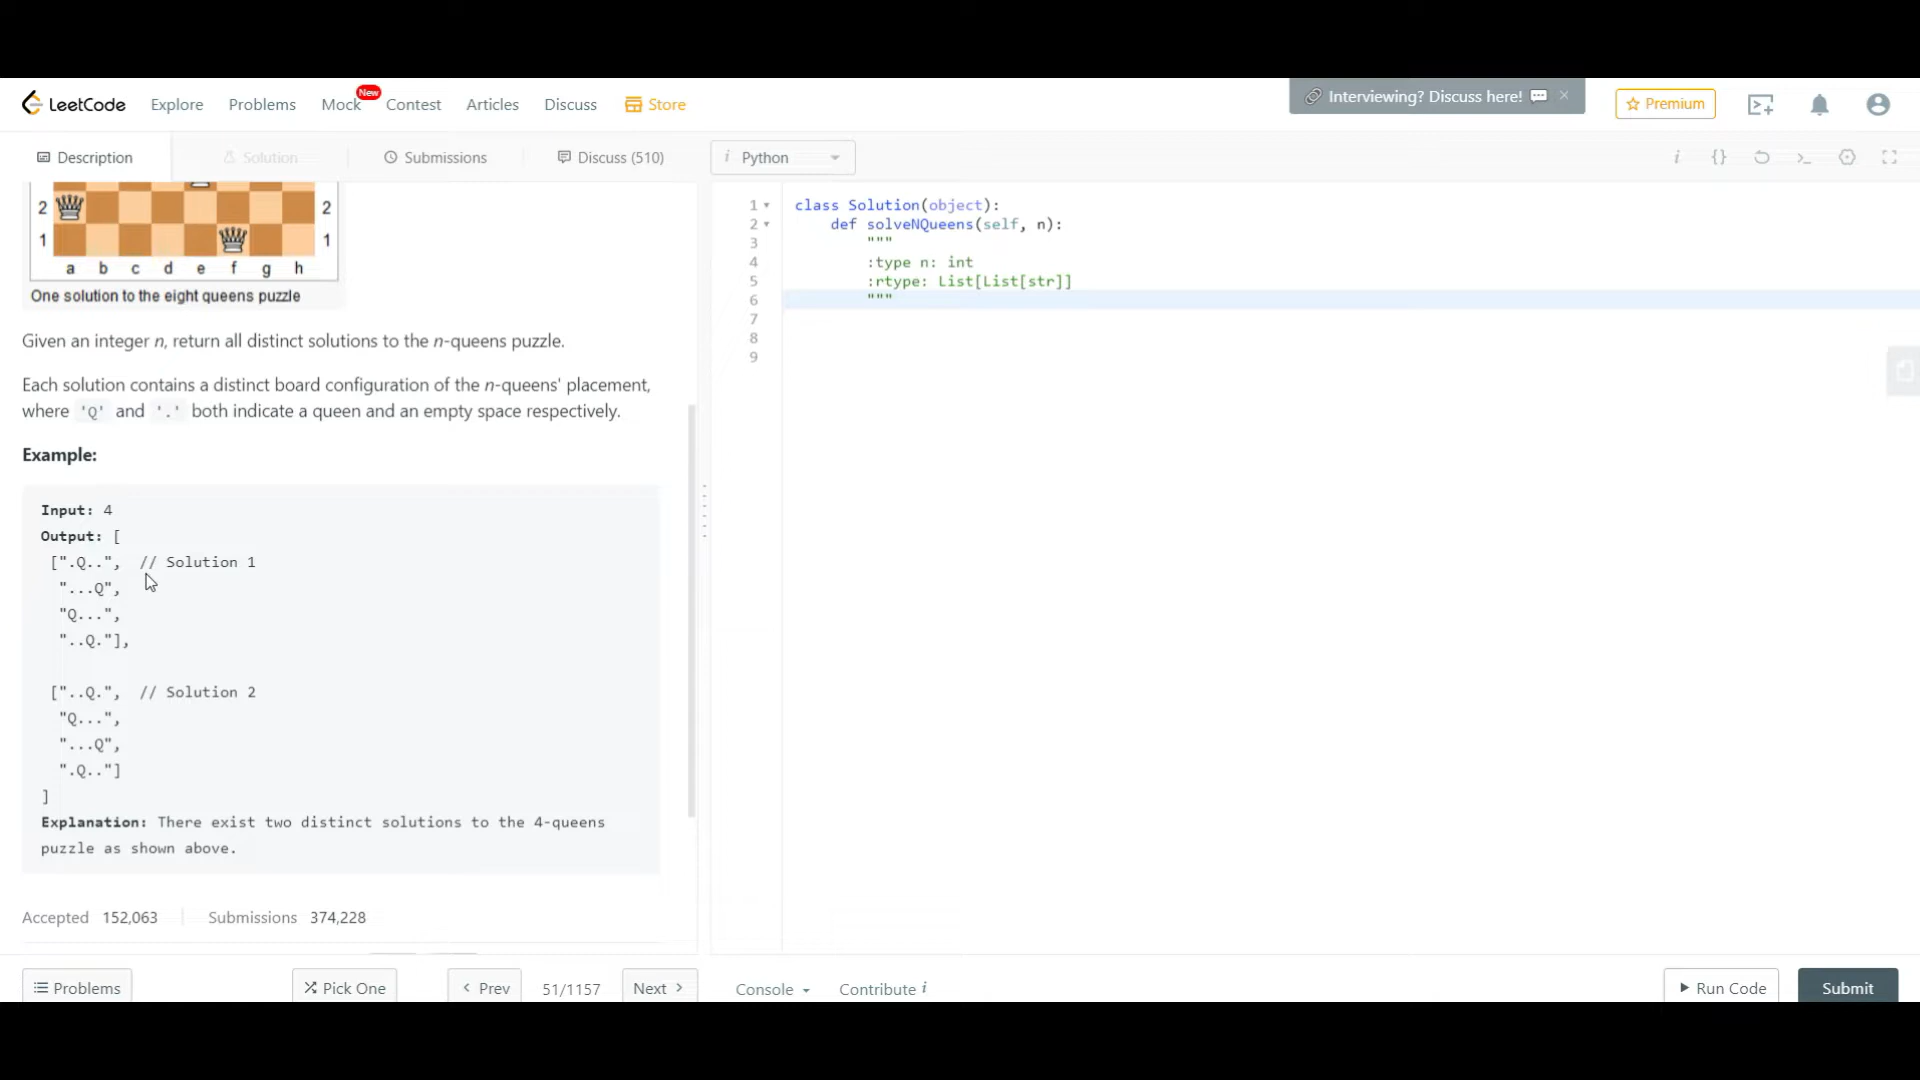 LeetCode Explore Problems Mock New Contest Articles Discuss Store Interviewing? Discuss here! Premium
Description Solution Submissions Discuss (510)
2 2
1 1
a b c d e f g h
One solution to the eight queens puzzle
Given an integer n, return all distinct solutions to the n-queens puzzle.
Each solution contains a distinct board configuration of the n-queens' placement,
where 'Q' and '.' both indicate a queen and an empty space respectively.
Example:
Input: 4
Output: [
[".Q..", // Solution 1
"...Q",
"Q...",
"..Q."],
["..Q.", // Solution 2
"Q...",
"...Q",
".Q.."]
]
Explanation: There exist two distinct solutions to the 4-queens
puzzle as shown above.
Accepted 152,063 Submissions 374,228
Problems Pick One Prev 51/1157 Next
i Python i {}
1 class Solution(object):
2 def solveNQueens(self, n):
3 """
4 :type n: int
5 :rtype: List[List[str]]
6 """
7
8
9
Console Contribute i Run Code Submit